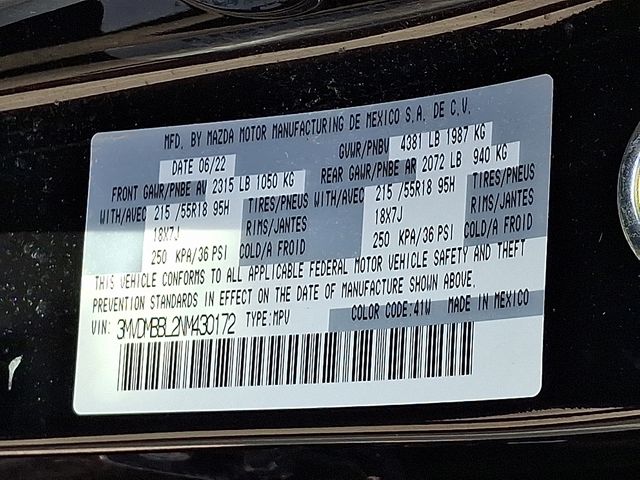 MFD. BY MAZDA MOTOR MANUFACTURING DE MEXICO S.A. DE C.V.
DATE 06/22 GVWR/PNBV 4381 LB 1987 KG
FRONT GAWR/PNBE AV 2315 LB 1050 KG REAR GAWR/PNBE AR 2072 LB 940 KG
WITH/AVEC 215 /55R18 95H TIRES/PNEUS WITH/AVEC 215 /55R18 95H TIRES/PNEUS
18X7J RIMS/JANTES 18X7J RIMS/JANTES
250 KPA/36 PSI COLD/A FROID 250 KPA/36 PSI COLD/A FROID
THIS VEHICLE CONFORMS TO ALL APPLICABLE FEDERAL MOTOR VEHICLE SAFETY AND THEFT
PREVENTION STANDARDS IN EFFECT ON THE DATE OF MANUFACTURE SHOWN ABOVE.
VIN: 3MVDMBBL2NM430172 TYPE:MPV COLOR CODE:41W MADE IN MEXICO